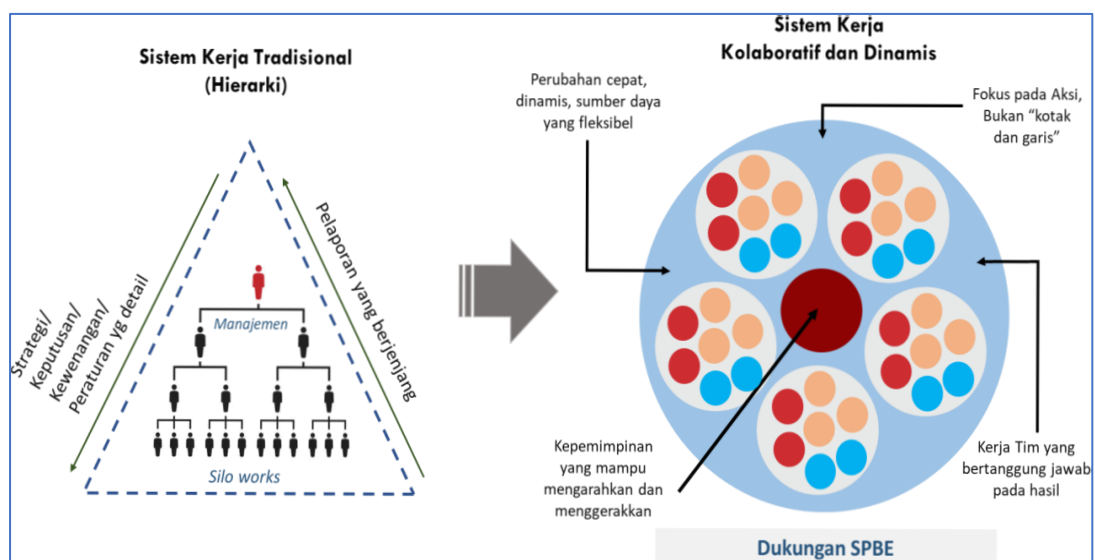 Sistem Kerja Tradisional
(Hierarki)
Strategi/
Keputusan/
Kewenangan/
Peraturan yg detail
Pelaporan yang berjenjang
Manajemen
Silo works
Sistem Kerja
Kolaboratif dan Dinamis
Perubahan cepat,
dinamis, sumber daya
yang fleksibel
Fokus pada Aksi,
Bukan “kotak
dan garis”
Kepemimpinan
yang mampu
mengarahkan dan
menggerakkan
Kerja Tim yang
bertanggung jawab
pada hasil
Dukungan SPBE